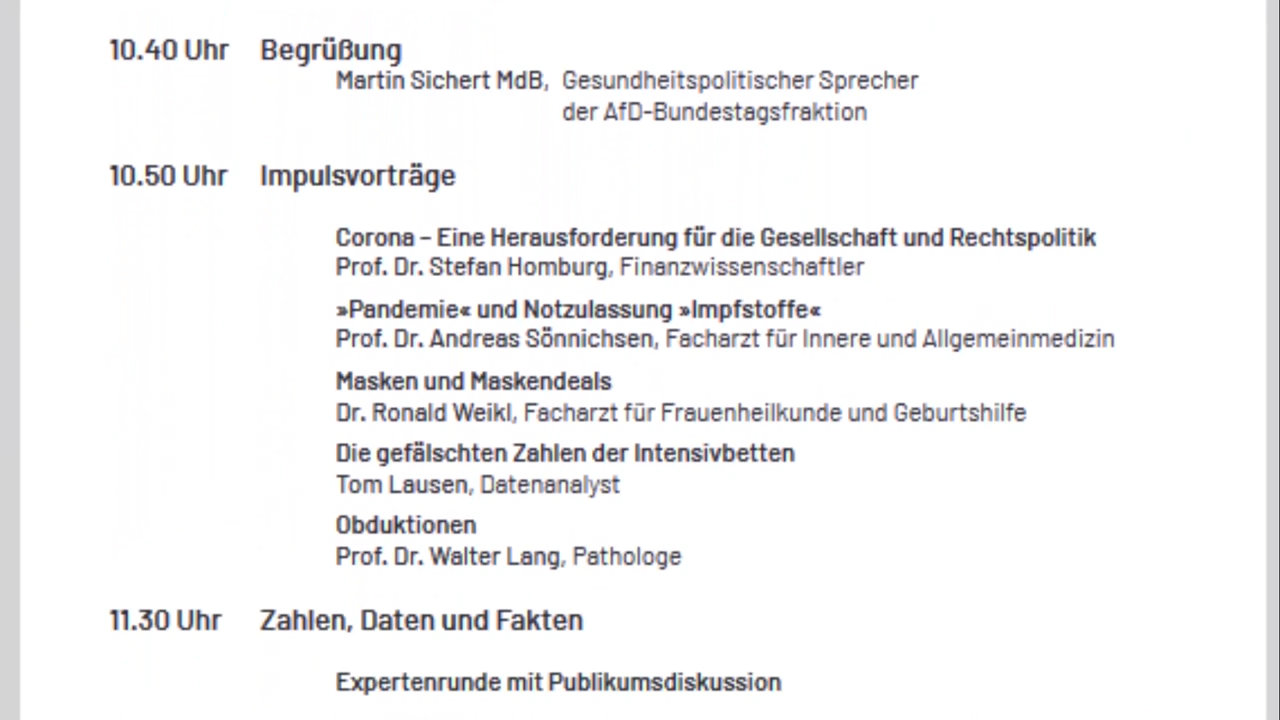 10.40 Uhr Begrüßung
Martin Sichert MdB, Gesundheitspolitischer Sprecher
der AfD-Bundestagsfraktion
10.50 Uhr Impulsvorträge
Corona – Eine Herausforderung für die Gesellschaft und Rechtspolitik
Prof. Dr. Stefan Homburg, Finanzwissenschaftler
»Pandemie« und Notzulassung »Impfstoffe«
Prof. Dr. Andreas Sönnichsen, Facharzt für Innere und Allgemeinmedizin
Masken und Maskendeals
Dr. Ronald Weikl, Facharzt für Frauenheilkunde und Geburtshilfe
Die gefälschten Zahlen der Intensivbetten
Tom Lausen, Datenanalyst
Obduktionen
Prof. Dr. Walter Lang, Pathologe
11.30 Uhr Zahlen, Daten und Fakten
Expertenrunde mit Publikumsdiskussion